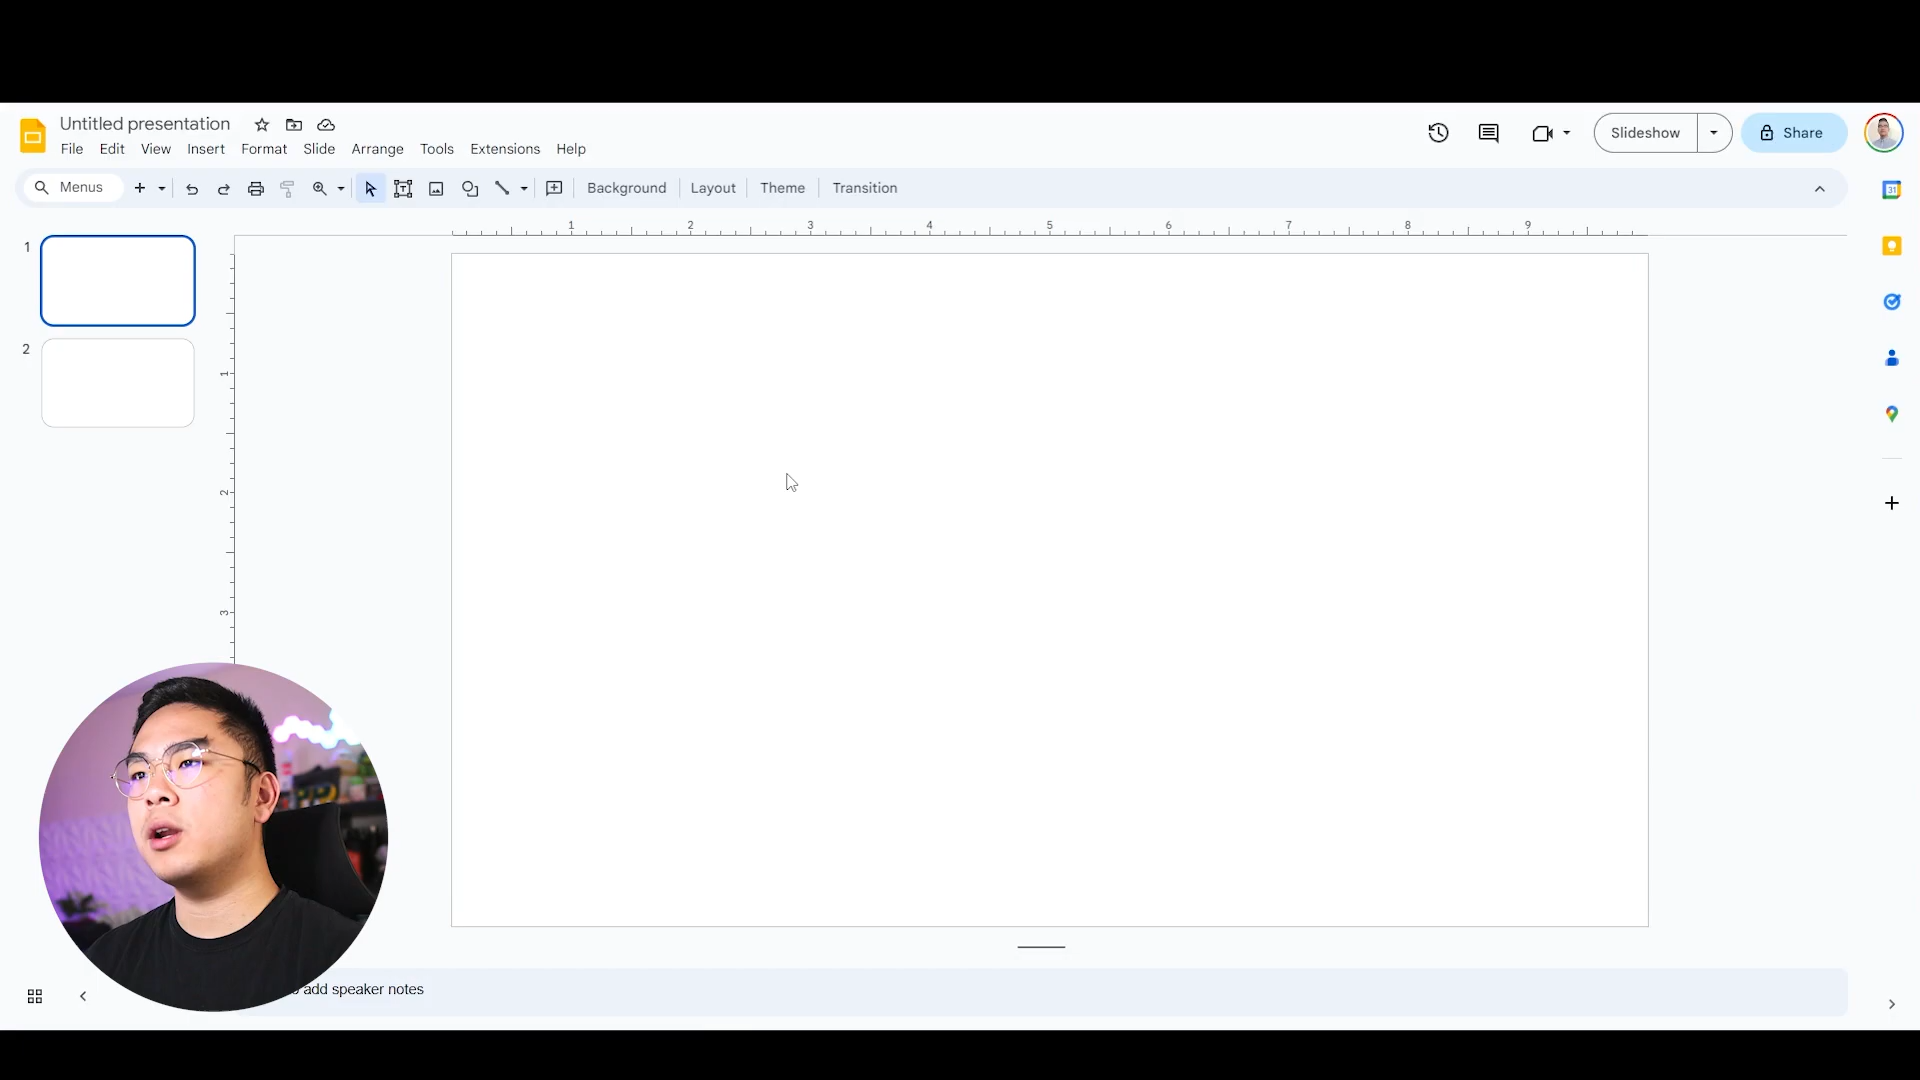 Untitled presentation
File Edit View Insert Format Slide Arrange Tools Extensions Help
Slideshow
Share
Menus
Background Layout Theme Transition
31
1 2 3 4 5 6 7 8 9
1
2
1
2
3
add speaker notes